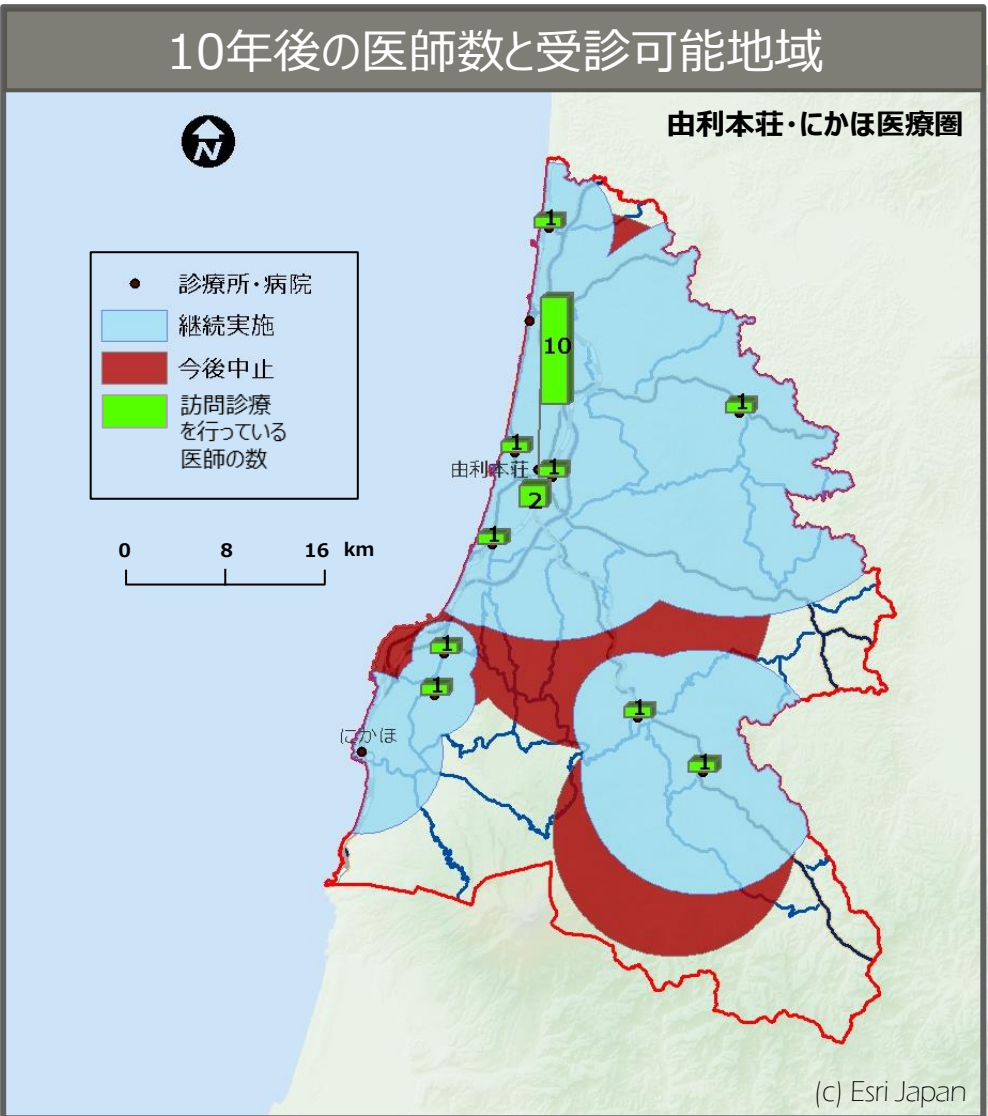 10年後の医師数と受診可能地域
由利本荘・にかほ医療圏
N
診療所・病院
継続実施
今後中止
訪問診療
を行っている
医師の数
0 8 16 km
1
10
1
1
由利本荘
1
2
1
1
1
にかほ
1
1
(c) Esri Japan